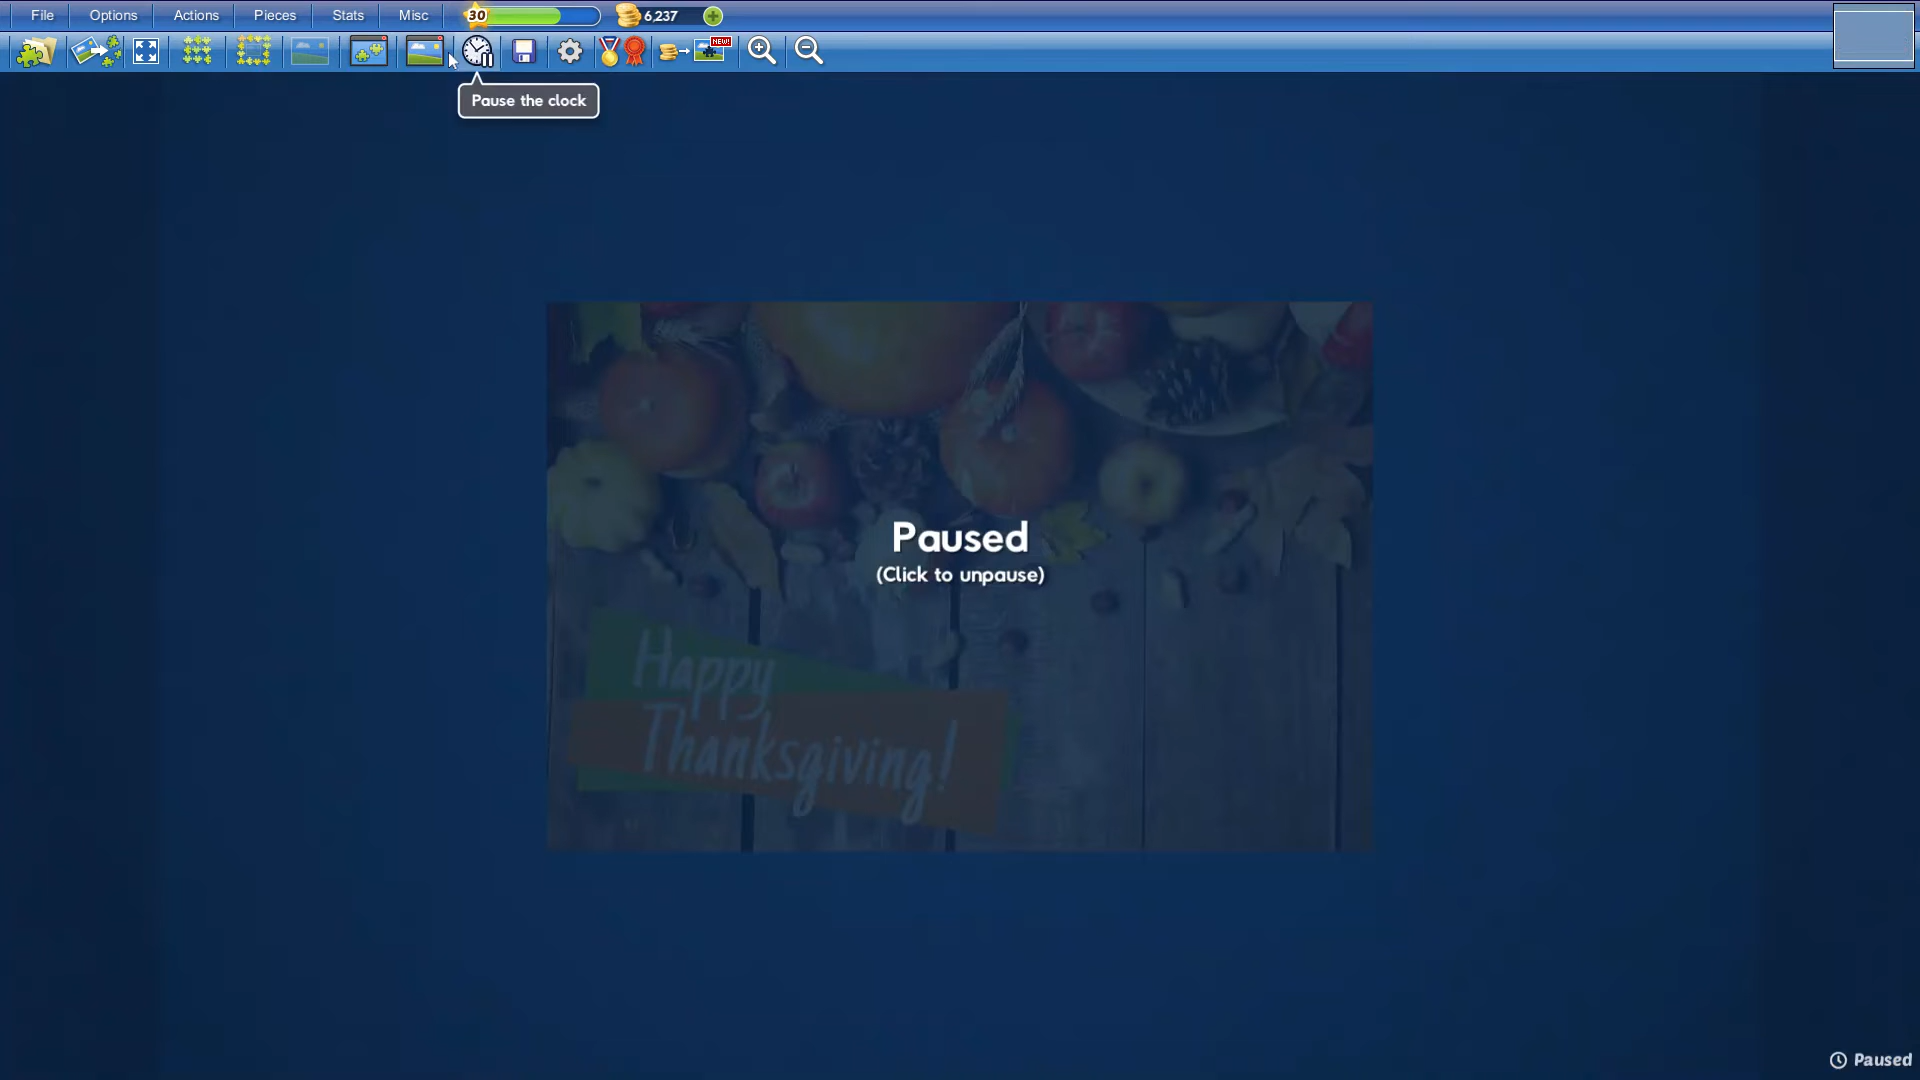 File Options Actions Pieces Stats Misc 30 6,237
NEW!
Pause the clock
Paused
(Click to unpause)
Happy
Thanksgiving!
Paused